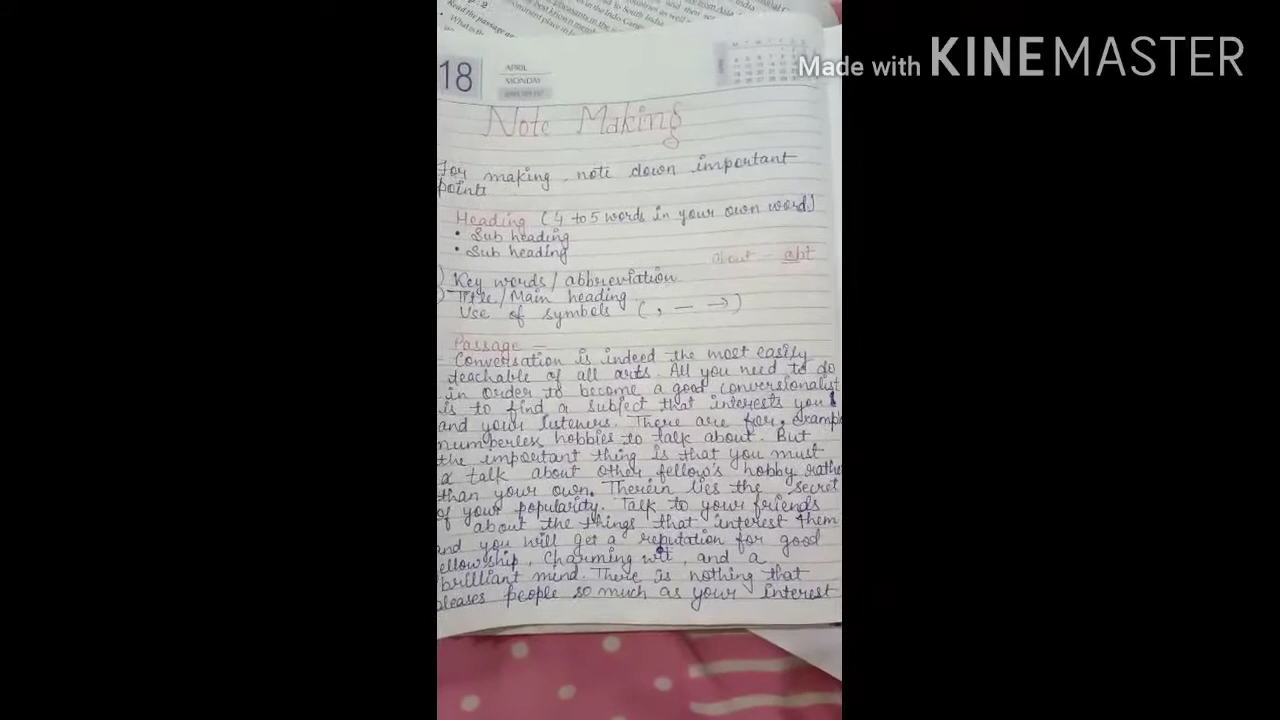 Made with KINEMASTER
18
APRIL
MONDAY
Note Making
For making note down important
points
Heading (4 to 5 words in your own word)
• Sub heading
• Sub heading
about - abt
) Key words/abbreviation
) Title/Main heading
Use of symbols ( , — →)
Passage -
Conversation is indeed the most easily
teachable of all arts. All you need to do
in order to become a good conversionalist
is to find a subject that interests you
and your listeners. There are for, example
numberless hobbies to talk about. But
the important thing is that you must
talk about other fellow's hobby rathe
than your own. Therein lies the secret
of your popularity. Talk to your friends
about the things that interest them
and you will get a reputation for good
ellowship, charming wit, and a
brilliant mind. There is nothing that
pleases people so much as your interest